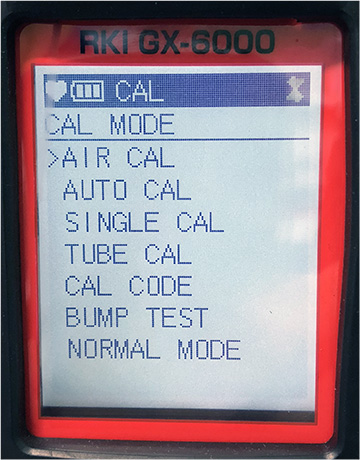 RKI GX-6000
CAL
CAL MODE
>AIR CAL
AUTO CAL
SINGLE CAL
TUBE CAL
CAL CODE
BUMP TEST
NORMAL MODE